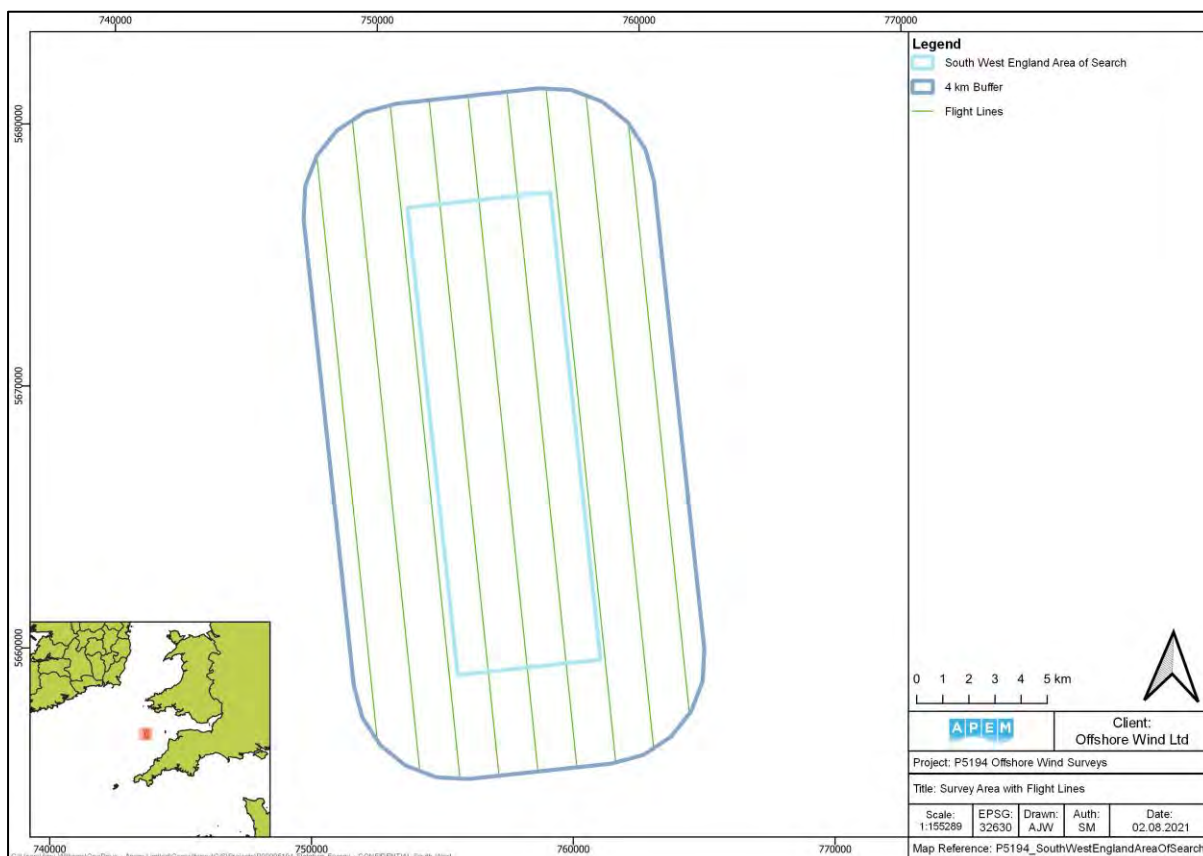 740000 750000 760000 770000
Legend
South West England Area of Search
4 km Buffer
Flight Lines
5680000
5670000
5660000
0 1 2 3 4 5 km
APEM
Client:
Offshore Wind Ltd
Project: P5194 Offshore Wind Surveys
Title: Survey Area with Flight Lines
Scale: EPSG: Drawn: Auth: Date:
1:155289 32630 AJW SM 02.08.2021
Map Reference: P5194_SouthWestEnglandAreaOfSearch
740000 750000 760000 770000